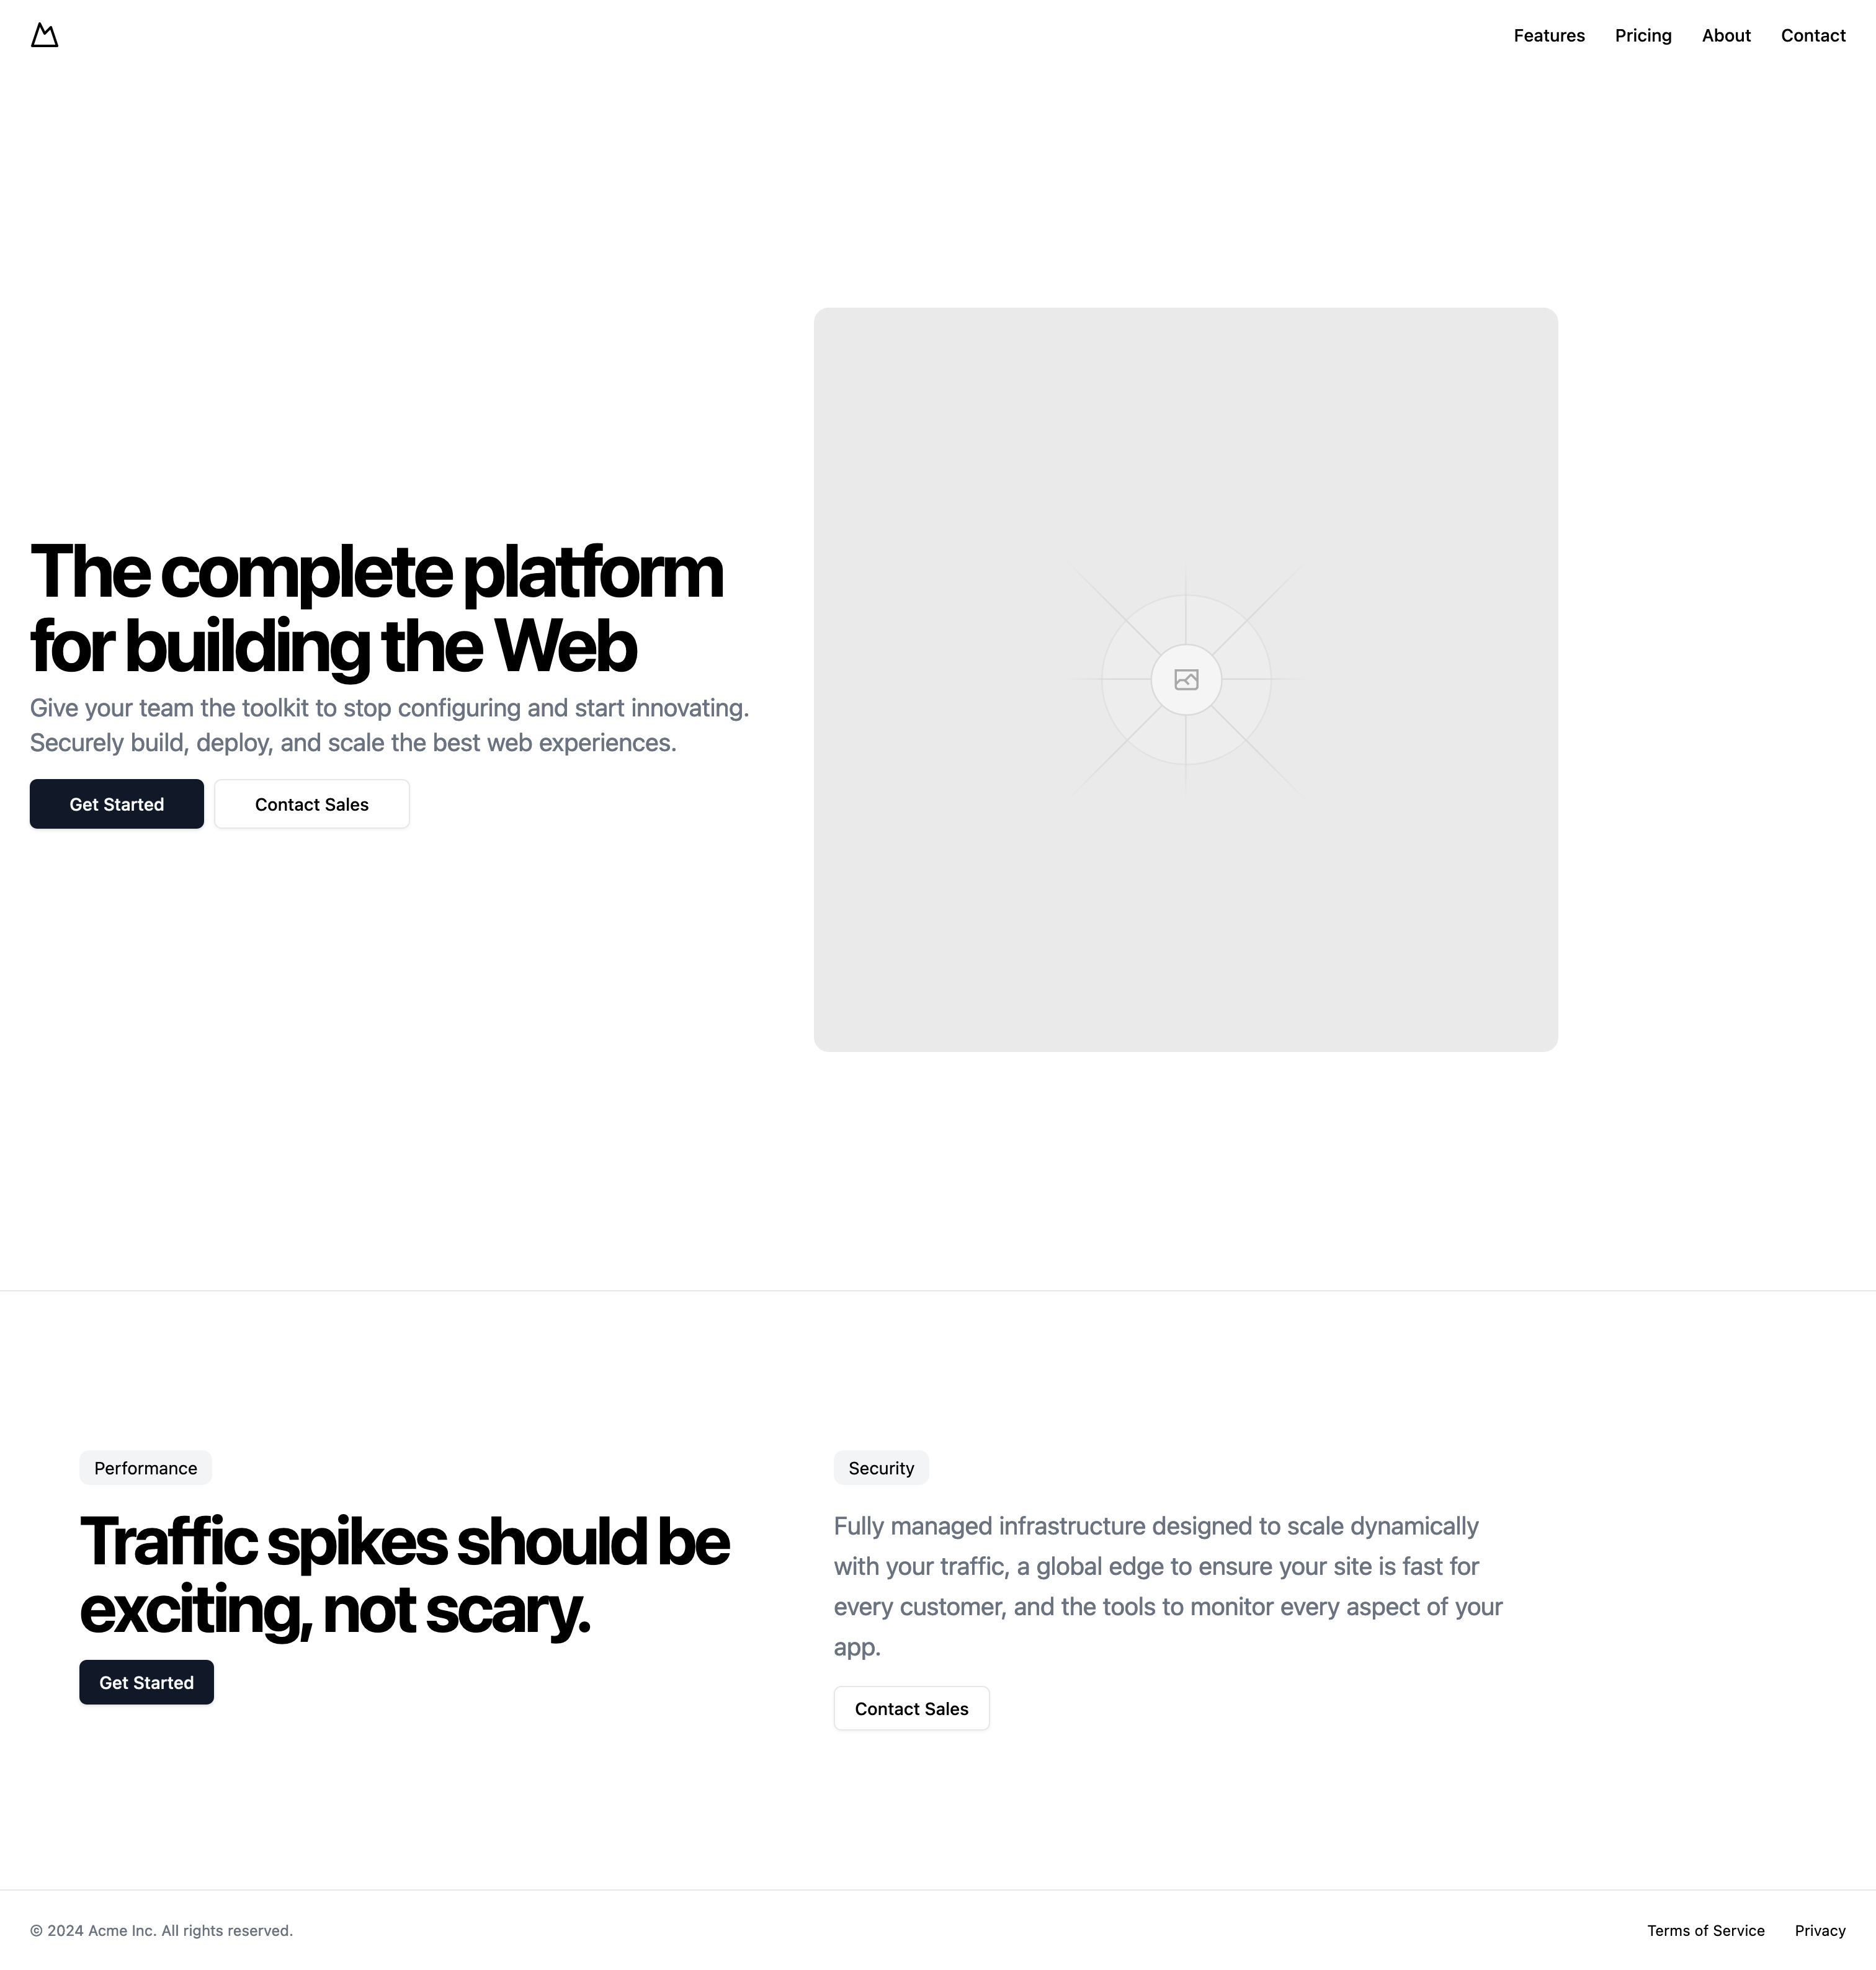 Features Pricing About Contact
The complete platform
for building the Web
Give your team the toolkit to stop configuring and start innovating.
Securely build, deploy, and scale the best web experiences.
Get Started Contact Sales
Performance
Traffic spikes should be
exciting, not scary.
Get Started
Security
Fully managed infrastructure designed to scale dynamically
with your traffic, a global edge to ensure your site is fast for
every customer, and the tools to monitor every aspect of your
app.
Contact Sales
© 2024 Acme Inc. All rights reserved.
Terms of Service Privacy